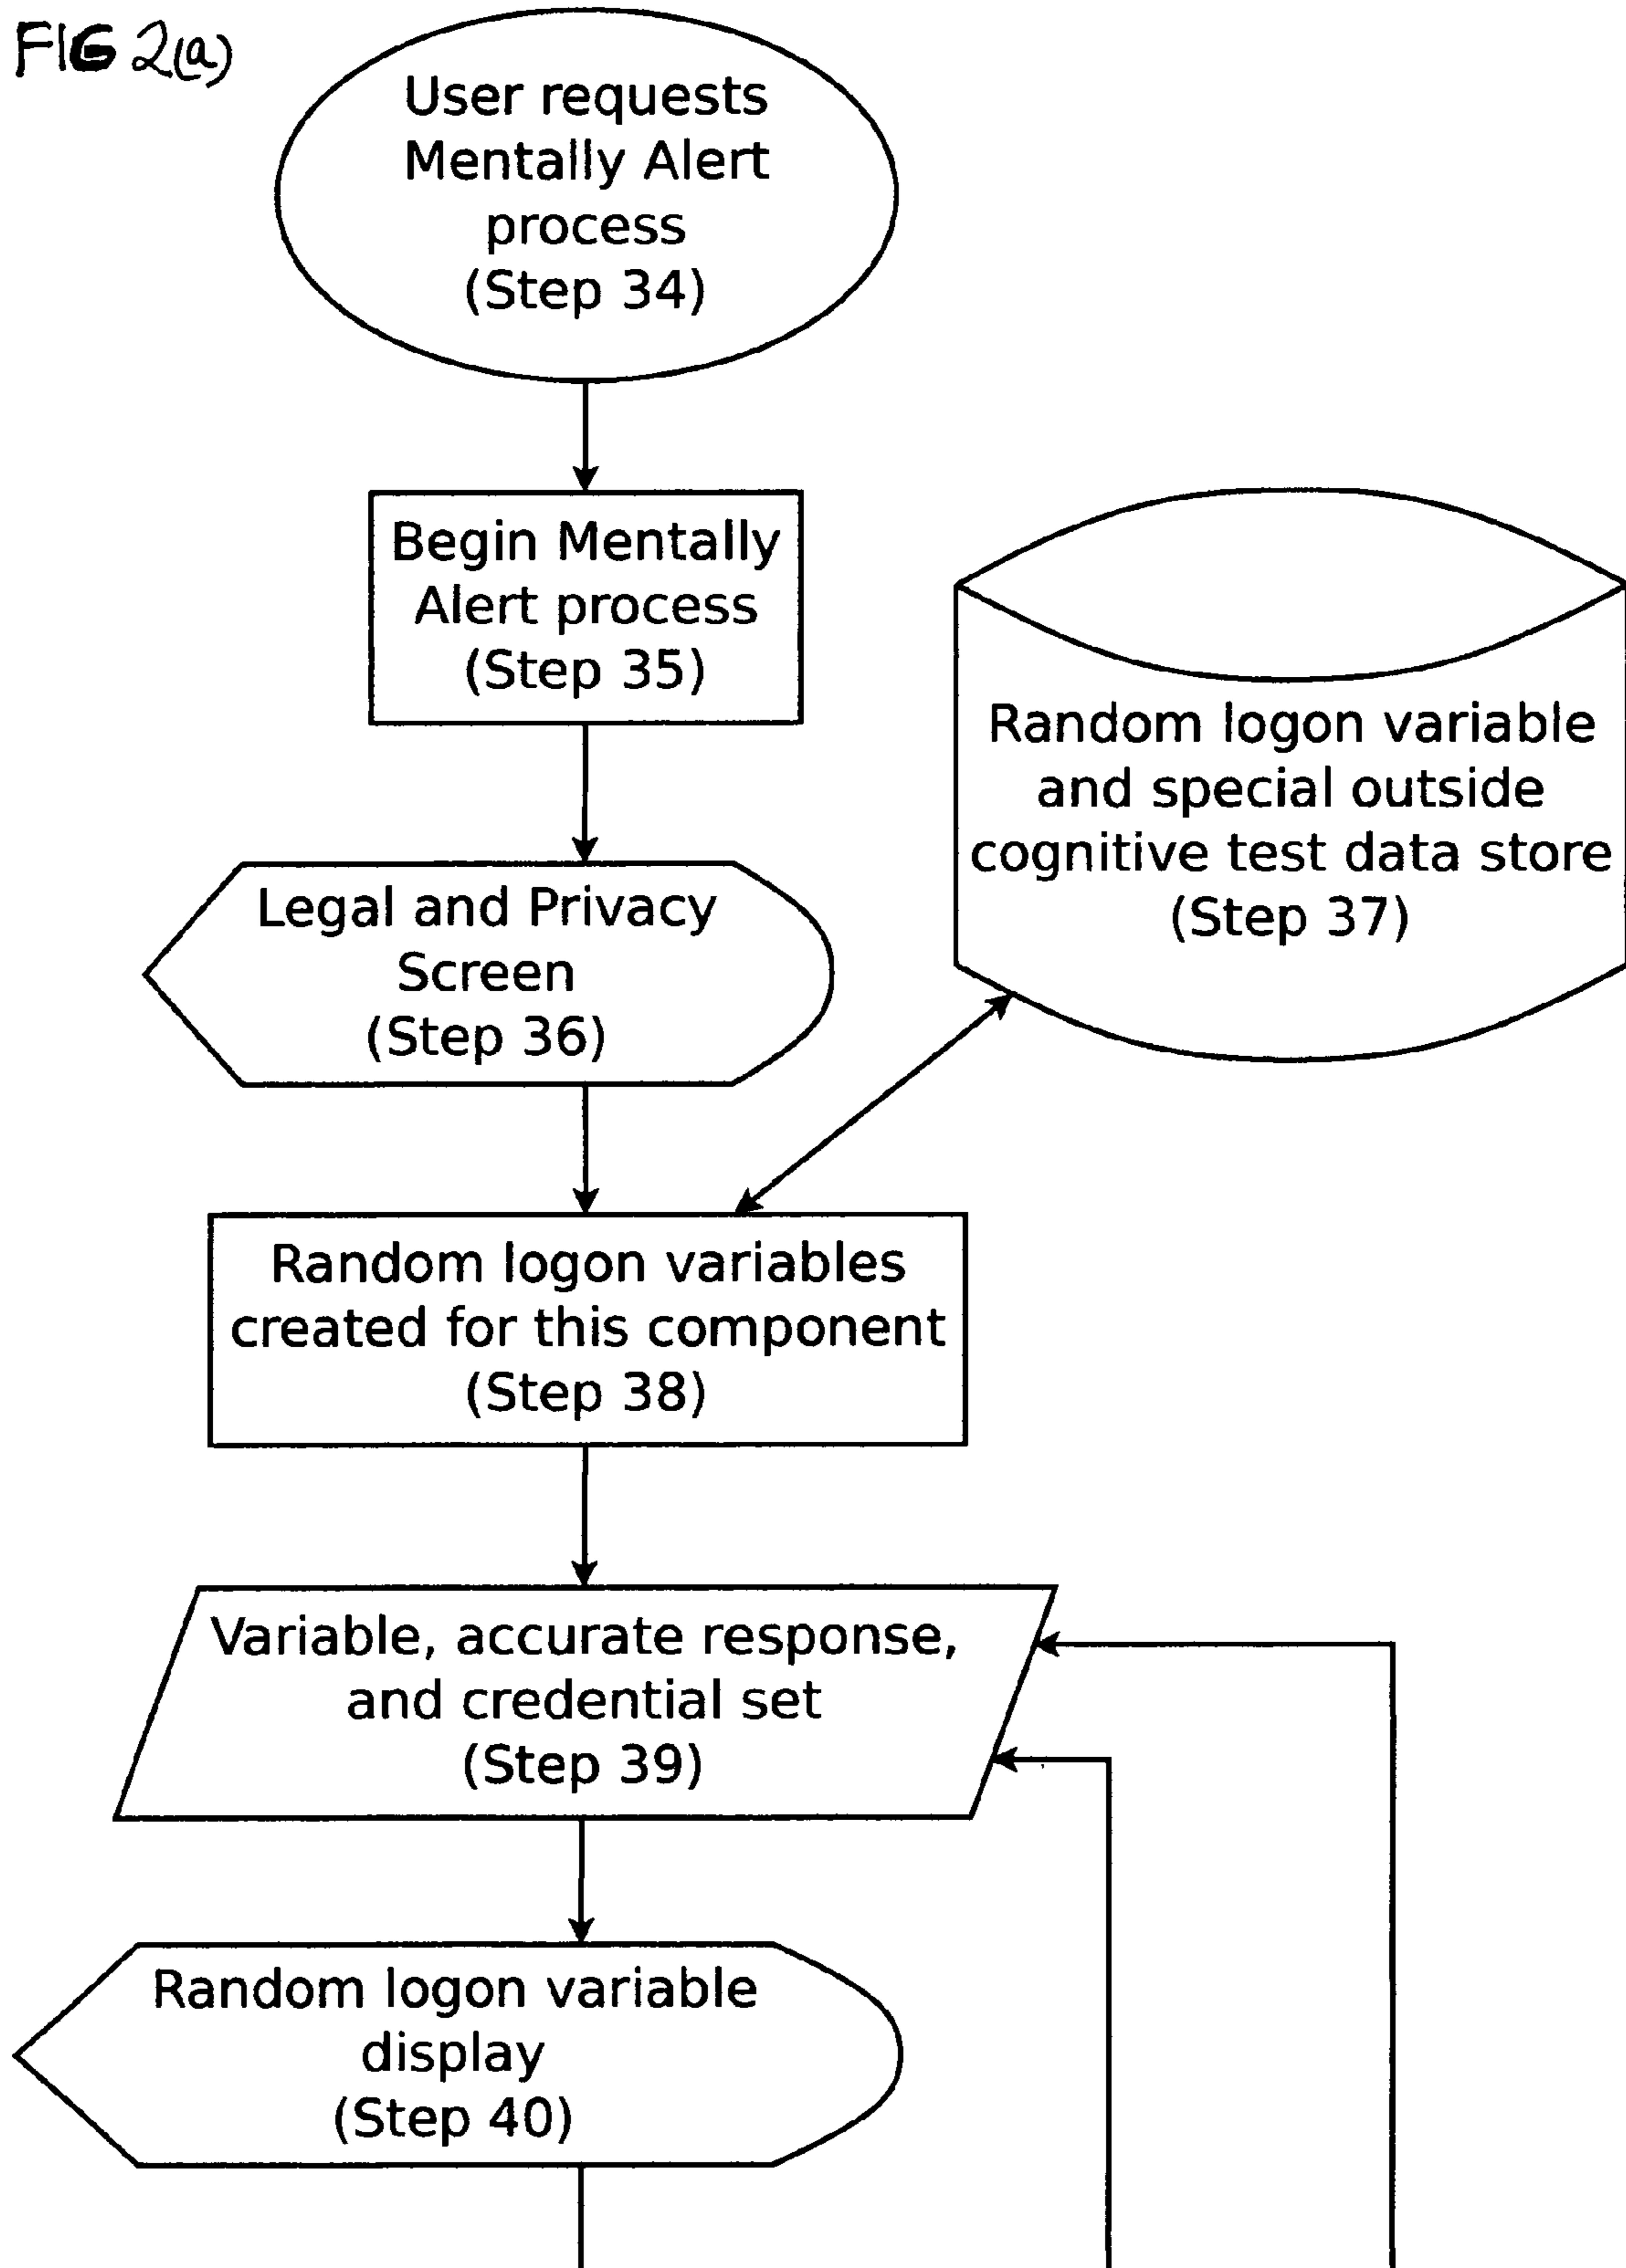 FIG 2(a)
User requests
Mentally Alert
process
(Step 34)
Begin Mentally
Alert process
(Step 35)
Random logon variable
and special outside
cognitive test data store
(Step 37)
Legal and Privacy
Screen
(Step 36)
Random logon variables
created for this component
(Step 38)
Variable, accurate response,
and credential set
(Step 39)
Random logon variable
display
(Step 40)